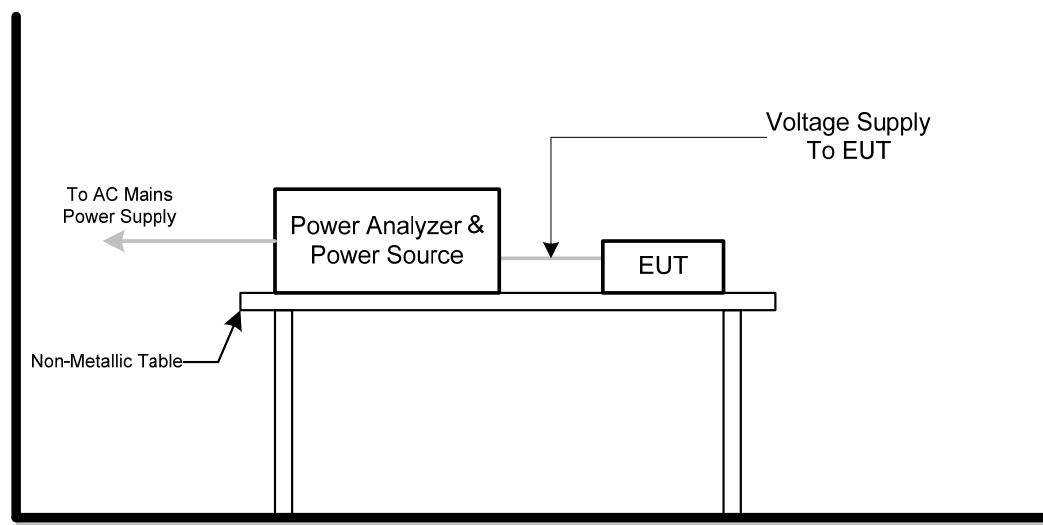 Voltage Supply
To EUT
To AC Mains
Power Supply
Power Analyzer &
Power Source
EUT
Non-Metallic Table